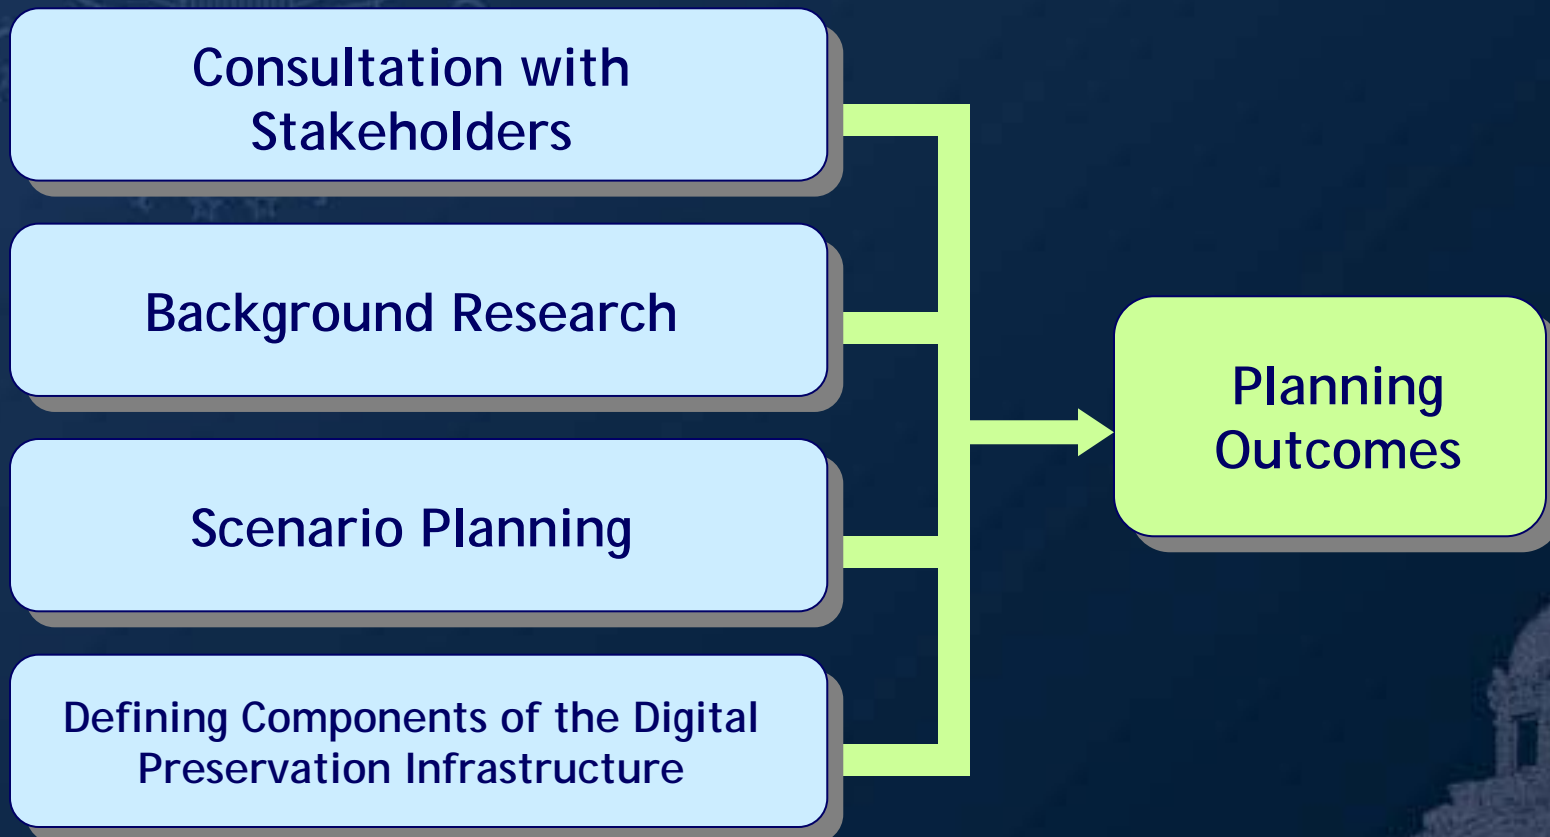 Consultation with
Stakeholders
Background Research
Scenario Planning
Defining Components of the Digital
Preservation Infrastructure
Planning
Outcomes